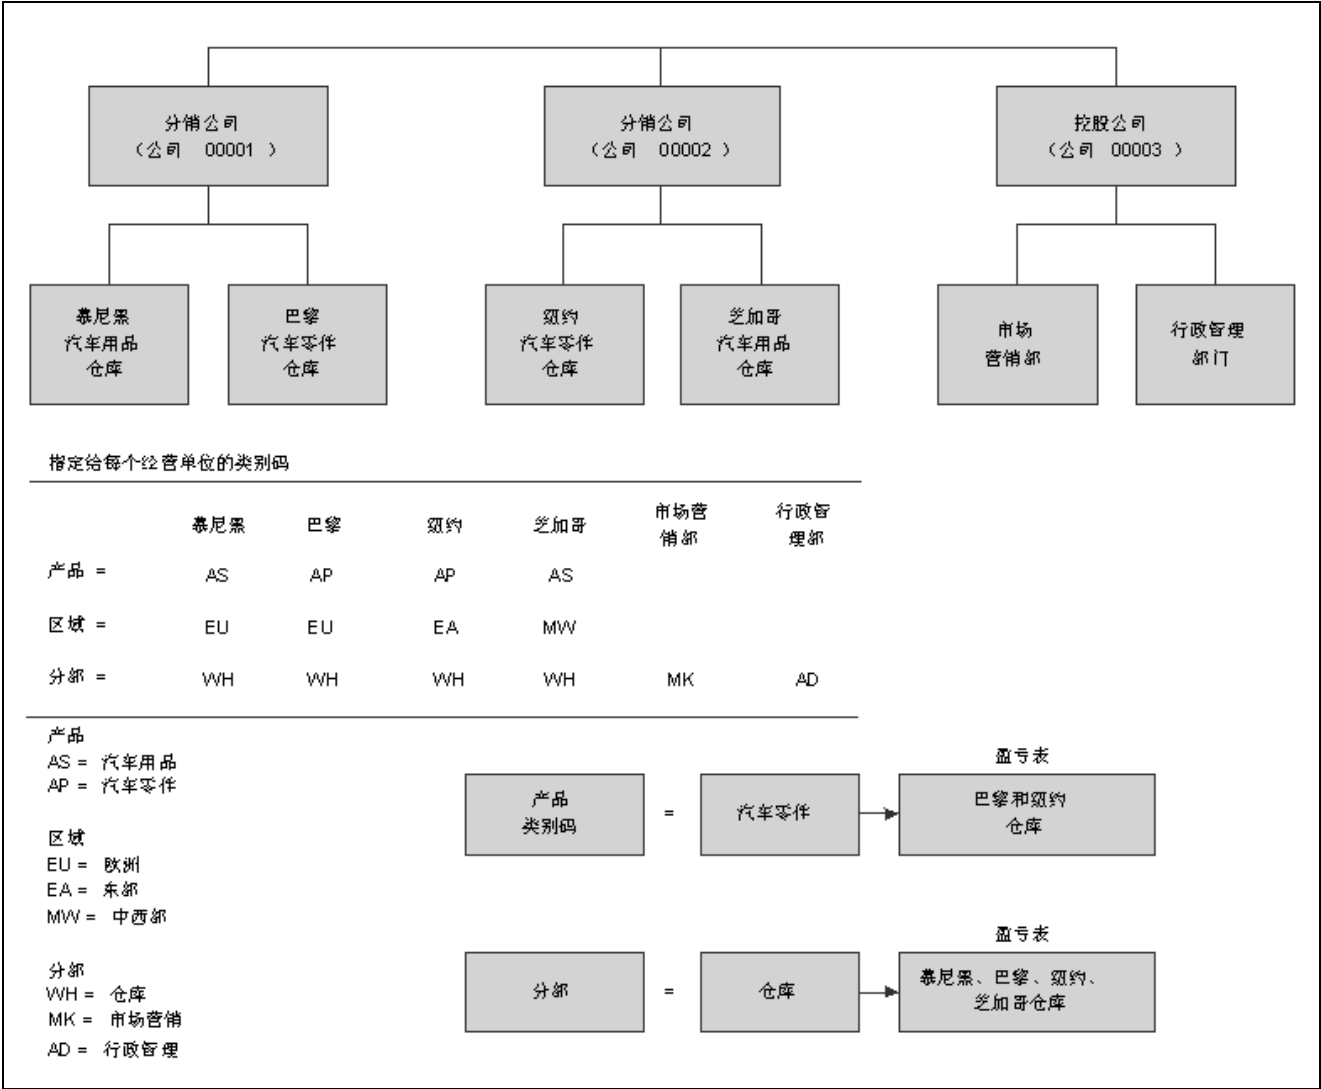 分销公司
（公司 00001 ）
分销公司
（公司 00002 ）
控股公司
（公司 00003 ）
慕尼黑
汽车用品
仓库
巴黎
汽车零件
仓库
纽约
汽车零件
仓库
芝加哥
汽车用品
仓库
市场
营销部
行政管理
部门
指定给每个经营单位的类别码
慕尼黑 巴黎 纽约 芝加哥 市场营 行政管
销部 理部
产品 = AS AP AP AS
区域 = EU EU EA MW
分部 = WH WH WH WH MK AD
产品
AS = 汽车用品
AP = 汽车零件
区域
EU = 欧洲
EA = 东部
MW = 中西部
分部
WH = 仓库
MK = 市场营销
AD = 行政管理
盈亏表
产品
类别码
=
汽车零件
巴黎和纽约
仓库
盈亏表
分部
=
仓库
慕尼黑、巴黎、纽约、
芝加哥仓库